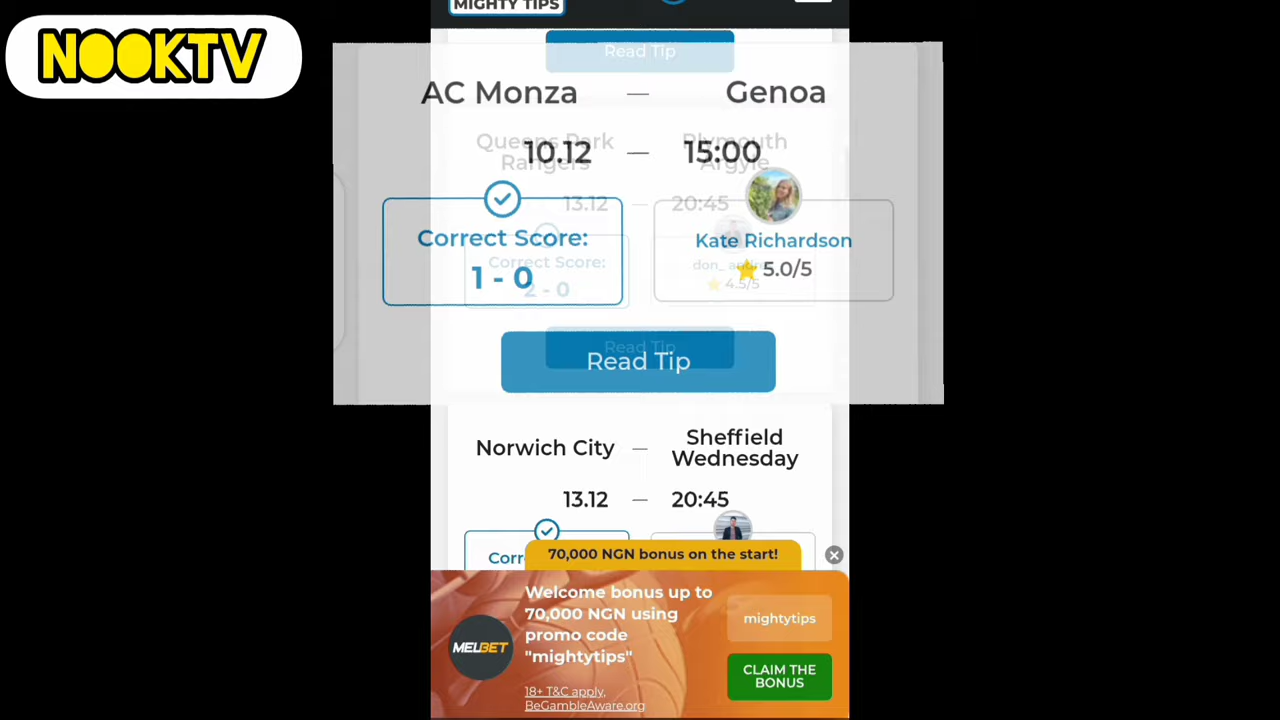 NOOKTV
MIGHTY TIPS
Read Tip
AC Monza — Genoa
Queens Park Rangers
Plymouth Argyle
10.12 — 15:00
13.12 — 20:45
Correct Score:
1 - 0
Kate Richardson
5.0/5
Correct Score:
2 - 0
4.5/5
Read Tip
Read Tip
Norwich City — Sheffield Wednesday
13.12 — 20:45
70,000 NGN bonus on the start!
Welcome bonus up to
70,000 NGN using
promo code
"mightytips"
18+ T&C apply,
BeGambleAware.org
MELBET
mightytips
CLAIM THE
BONUS